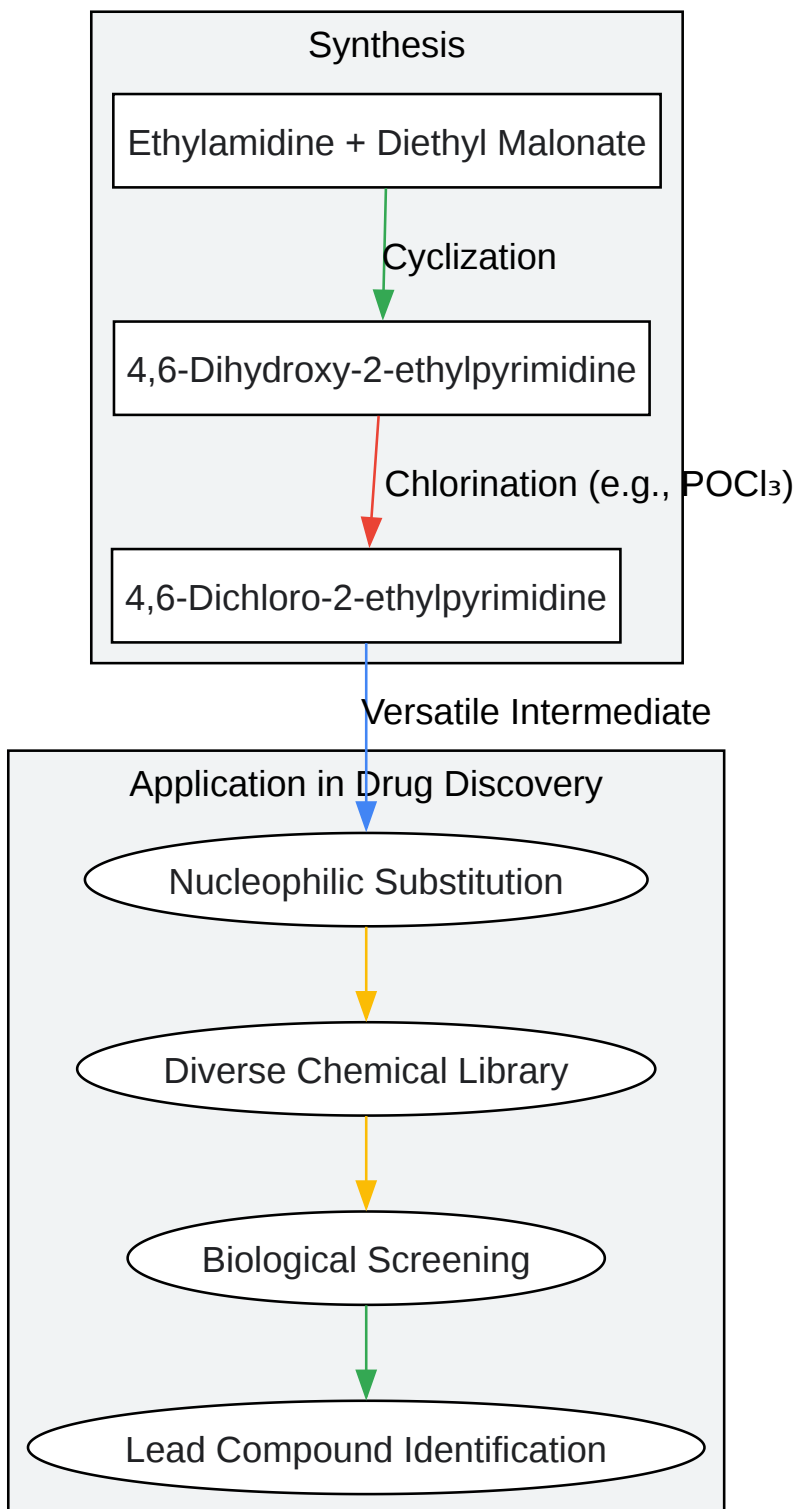 Synthesis
Ethylamidine + Diethyl Malonate
Cyclization
4,6-Dihydroxy-2-ethylpyrimidine
Chlorination (e.g., POCl₃)
4,6-Dichloro-2-ethylpyrimidine
Versatile Intermediate
Application in Drug Discovery
Nucleophilic Substitution
Diverse Chemical Library
Biological Screening
Lead Compound Identification